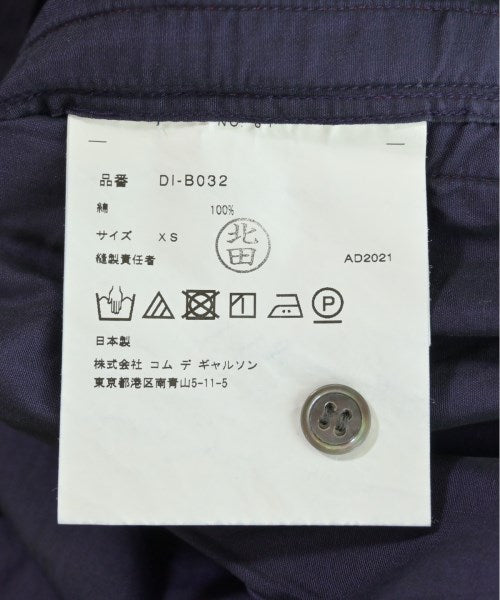 品番 DI-B032
綿 100%
サイズ XS
北田
縫製責任者 AD2021
P
日本製
株式会社 コム デ ギャルソン
東京都港区南青山5-11-5